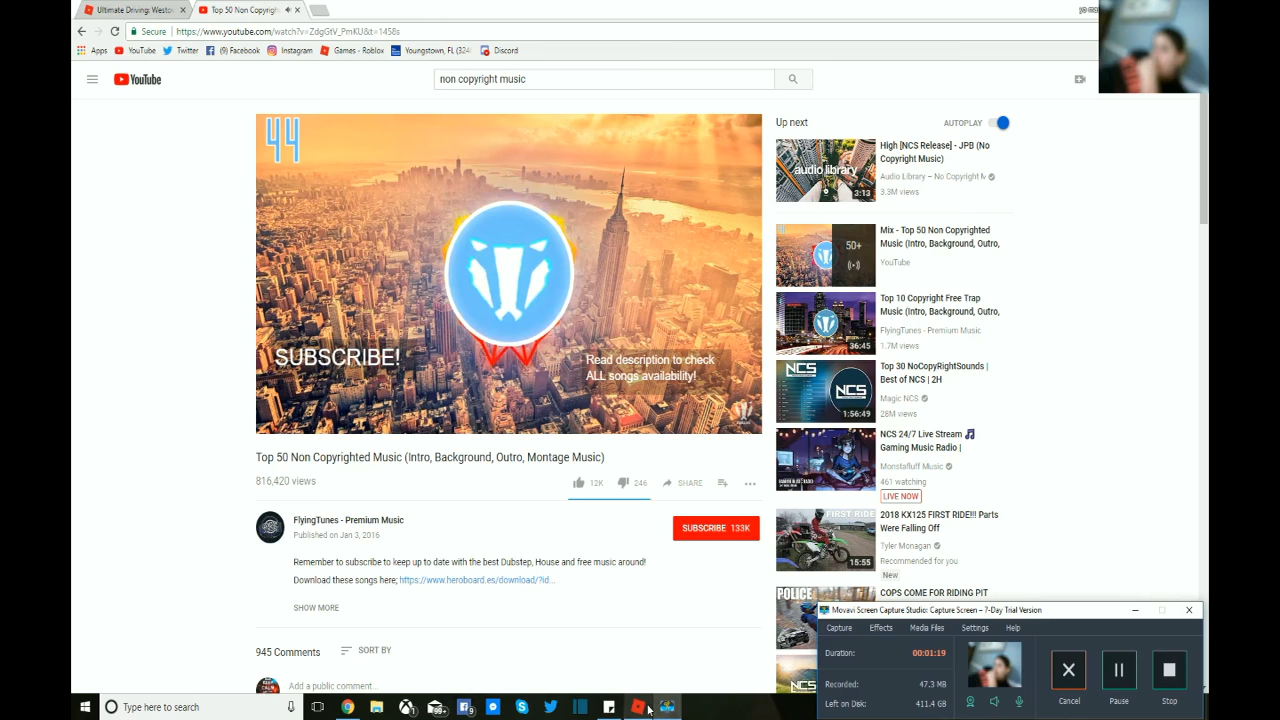 Ultimate Driving: Westov
Top 50 Non Copyrigh
Secure
https://www.youtube.com/watch?v=ZdgGtV_PmKU&t=1458s
Apps
YouTube
Twitter
(9) Facebook
Instagram
Games - Roblox
Youngstown, FL (324
Discord
YouTube
non copyright music
44
SUBSCRIBE!
Read description to check
ALL songs availability!
Top 50 Non Copyrighted Music (Intro, Background, Outro, Montage Music)
816,420 views
12K
246
SHARE
FlyingTunes - Premium Music
Published on Jan 3, 2016
SUBSCRIBE 133K
Remember to subscribe to keep up to date with the best Dubstep, House and free music around!
Download these songs here; https://www.heroboard.es/download/?id...
SHOW MORE
945 Comments
SORT BY
Add a public comment...
Up next
AUTOPLAY
audio library
3:13
High [NCS Release] - JPB (No
Copyright Music)
Audio Library – No Copyright M
3.3M views
50+
Mix - Top 50 Non Copyrighted
Music (Intro, Background, Outro,
YouTube
36:45
Top 10 Copyright Free Trap
Music (Intro, Background, Outro,
FlyingTunes - Premium Music
1.7M views
NCS
NCS
1:56:49
Top 30 NoCopyRightSounds |
Best of NCS | 2H
Magic NCS
28M views
NCS 24/7 Live Stream
Gaming Music Radio |
Monstafluff Music
461 watching
LIVE NOW
FIRST RIDE
15:55
2018 KX125 FIRST RIDE!!! Parts
Were Falling Off
Tyler Monagan
Recommended for you
New
POLICE
COPS COME FOR RIDING PIT
NCS
Movavi Screen Capture Studio: Capture Screen – 7-Day Trial Version
Capture
Effects
Media Files
Settings
Help
Duration:
00:01:19
Recorded:
47.3 MB
Left on Disk:
411.4 GB
Cancel
Pause
Stop
Type here to search
99+
9